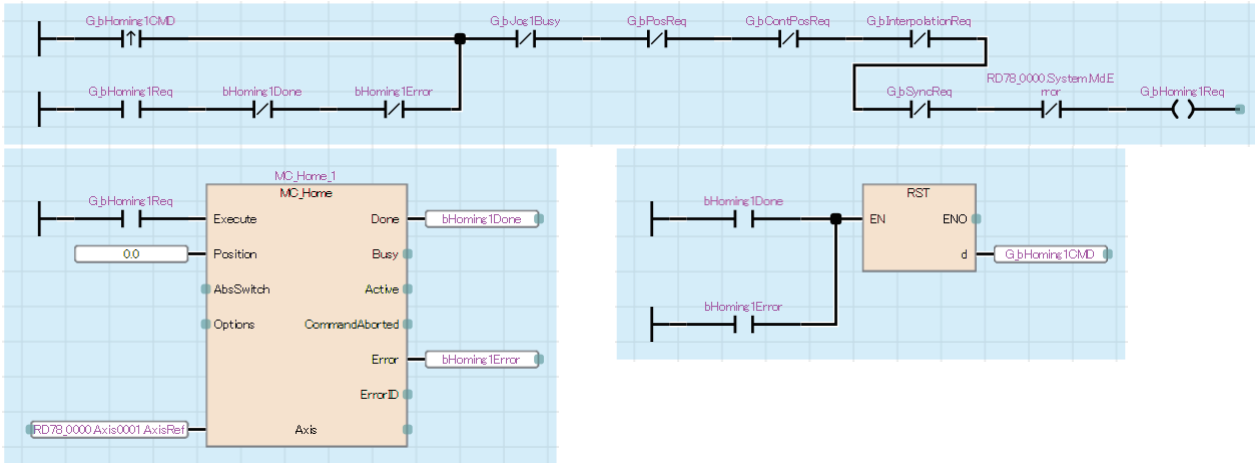 G_bHoming1CMD G_bJog1Busy G_bPosReq G_bContPosReq G_bInterpolationReq
G_bHoming1Req bHoming1Done bHoming1Error G_bSyncReq RD78_0000.System.Md.E
rror G_bHoming1Req
MC_Home_1
MC_Home
G_bHoming1Req Execute Done bHoming1Done
0.0 Position Busy
AbsSwitch Active
Options CommandAborted
Error bHoming1Error
ErrorID
RD78_0000.Axis0001.AxisRef Axis
RST
bHoming1Done EN ENO
d G_bHoming1CMD
bHoming1Error